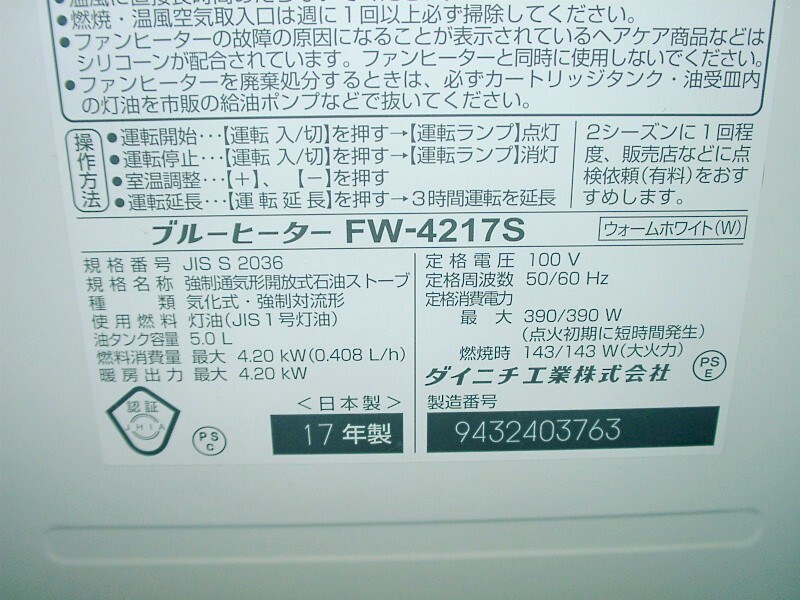 ●燃焼・温風空気取入口は週に1回以上必ず掃除してください。
●ファンヒーターの故障の原因になることが表示されているヘアケア商品などは
シリコーンが配合されています。ファンヒーターと同時に使用しないでください。
●ファンヒーターを廃棄処分するときは、必ずカートリッジタンク・油受皿内
の灯油を市販の給油ポンプなどで抜いてください。
操作方法
●運転開始･･･【運転 入/切】を押す→【運転ランプ】点灯
●運転停止･･･【運転 入/切】を押す→【運転ランプ】消灯
●室温調整･･･【＋】、【－】を押す
●運転延長･･･【運転延長】を押す→3時間運転を延長
2シーズンに1回程
度、販売店などに点
検依頼(有料)をおす
すめします。
ブルーヒーター FW-4217S
ウォームホワイト(W)
規格番号 JIS S 2036
規格名称 強制通気形開放式石油ストーブ
種類 気化式・強制対流形
使用燃料 灯油(JIS1号灯油)
油タンク容量 5.0 L
燃料消費量 最大 4.20 kW(0.408 L/h)
暖房出力 最大 4.20 kW
定格電圧 100 V
定格周波数 50/60 Hz
定格消費電力
最大 390/390 W
(点火初期に短時間発生)
燃焼時 143/143 W(大火力)
ダイニチ工業株式会社
PS
E
認証
JHIA
PS
C
＜日本製＞
17年製
製造番号
9432403763